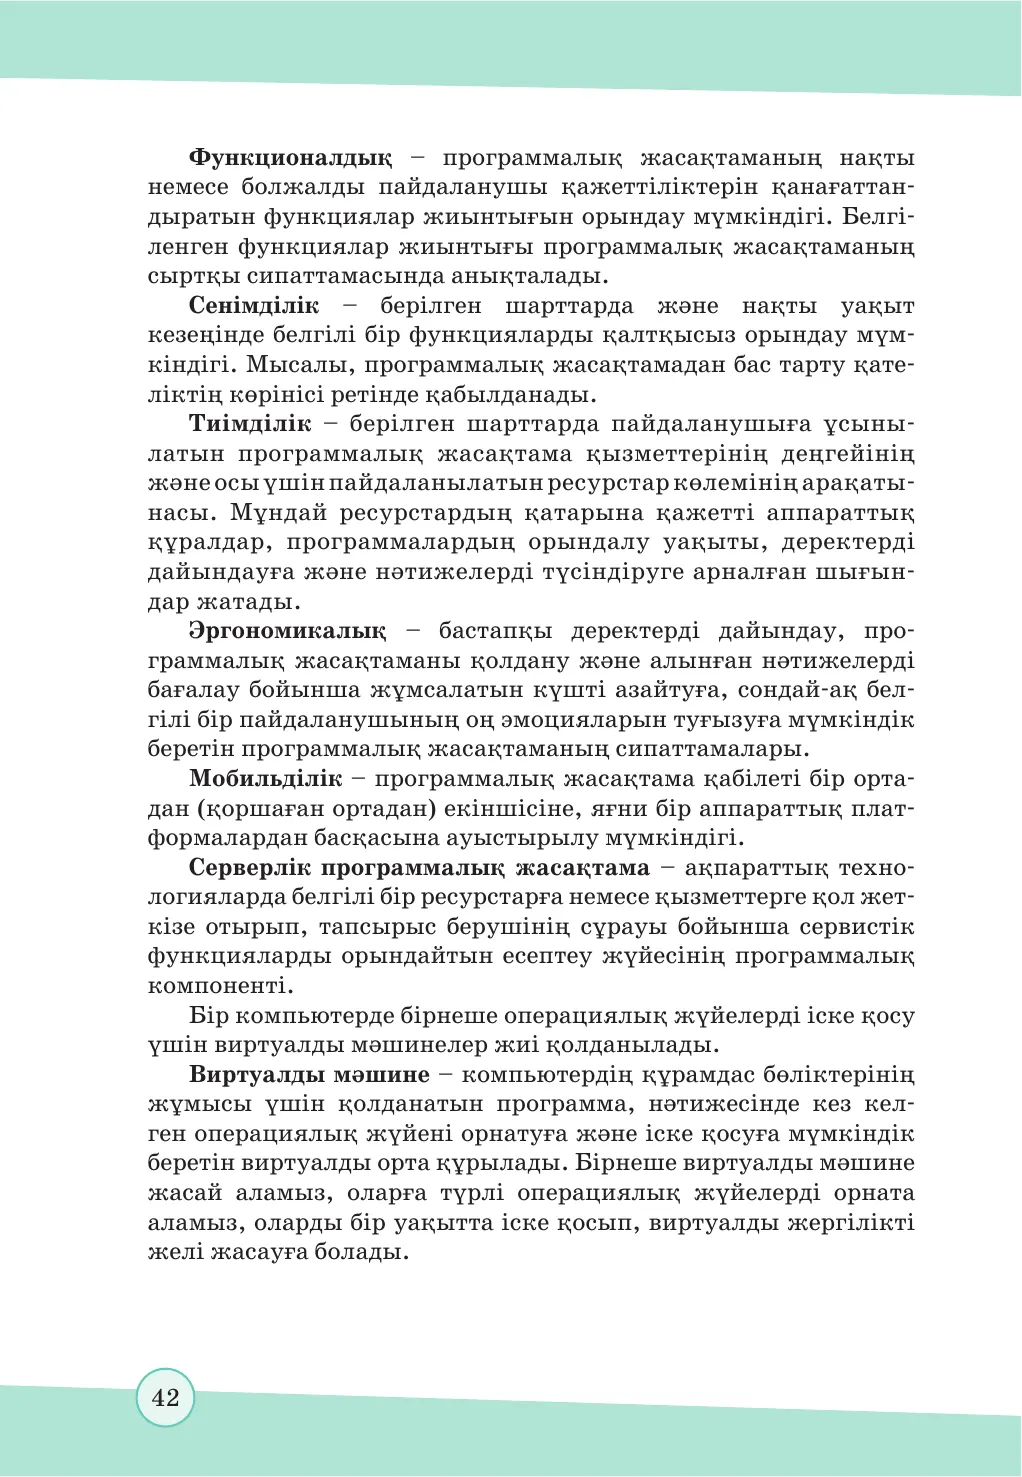 Функционалдық – программалық жасақтаманың нақты
немесе болжалды пайдаланушы қажеттіліктерін қанағаттан-
дыратын функциялар жиынтығын орындау мүмкіндігі. Белгі-
ленген функциялар жиынтығы программалық жасақтаманың
сыртқы сипаттамасында анықталады.
Сенімділік – берілген шарттарда және нақты уақыт
кезеңінде белгілі бір функцияларды қалтқысыз орындау мүм-
кіндігі. Мысалы, программалық жасақтамадан бас тарту қате-
ліктің көрінісі ретінде қабылданады.
Тиімділік – берілген шарттарда пайдаланушыға ұсыны-
латын программалық жасақтама қызметтерінің деңгейінің
және осы үшін пайдаланылатын ресурстар көлемінің арақаты-
насы. Мұндай ресурстардың қатарына қажетті аппараттық
құралдар, программалардың орындалу уақыты, деректерді
дайындауға және нәтижелерді түсіндіруге арналған шығын-
дар жатады.
Эргономикалық – бастапқы деректерді дайындау, про-
граммалық жасақтаманы қолдану және алынған нәтижелерді
бағалау бойынша жұмсалатын күшті азайтуға, сондай-ақ бел-
гілі бір пайдаланушының оң эмоцияларын туғызуға мүмкіндік
беретін программалық жасақтаманың сипаттамалары.
Мобильділік – программалық жасақтама қабілеті бір орта-
дан (қоршаған ортадан) екіншісіне, яғни бір аппараттық плат-
формалардан басқасына ауыстырылу мүмкіндігі.
Серверлік программалық жасақтама – ақпараттық техно-
логияларда белгілі бір ресурстарға немесе қызметтерге қол жет-
кізе отырып, тапсырыс берушінің сұрауы бойынша сервистік
функцияларды орындайтын есептеу жүйесінің программалық
компоненті.
Бір компьютерде бірнеше операциялық жүйелерді іске қосу
үшін виртуалды мәшинелер жиі қолданылады.
Виртуалды мәшине – компьютердің құрамдас бөліктерінің
жұмысы үшін қолданатын программа, нәтижесінде кез кел-
ген операциялық жүйені орнатуға және іске қосуға мүмкіндік
беретін виртуалды орта құрылады. Бірнеше виртуалды мәшине
жасай аламыз, оларға түрлі операциялық жүйелерді орната
аламыз, оларды бір уақытта іске қосып, виртуалды жергілікті
желі жасауға болады.
42